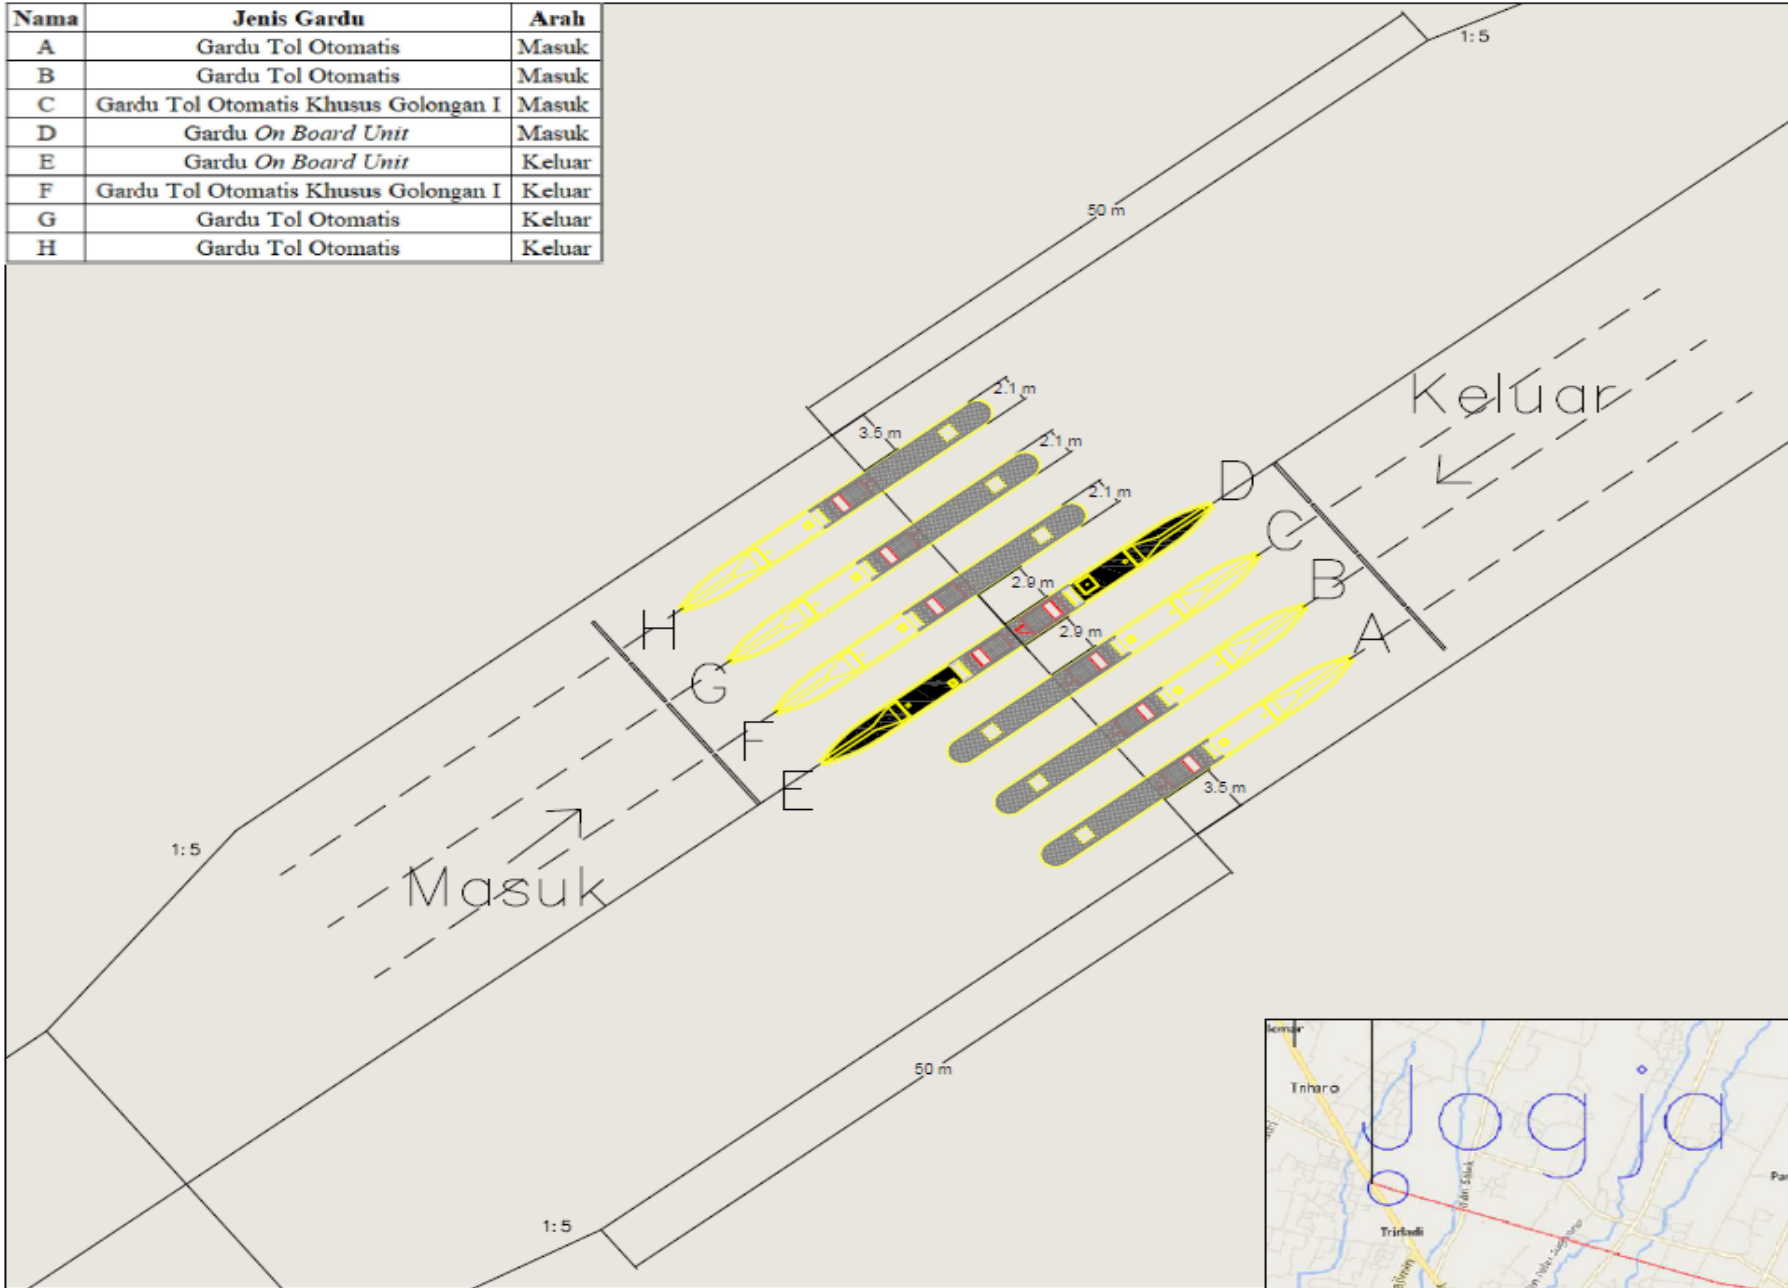 Nama Jenis Gardu Arah
A Gardu Tol Otomatis Masuk
B Gardu Tol Otomatis Masuk
C Gardu Tol Otomatis Khusus Golongan I Masuk
D Gardu On Board Unit Masuk
E Gardu On Board Unit Keluar
F Gardu Tol Otomatis Khusus Golongan I Keluar
G Gardu Tol Otomatis Keluar
H Gardu Tol Otomatis Keluar
1:5
50 m
2.1 m
Keluar
3.5 m
2.1 m
D
2.1 m
C
2.9 m
B
2.9 m
H
A
G
F
3.5 m
E
1:5
Masuk
50 m
1:5
Jogja
Tridadi